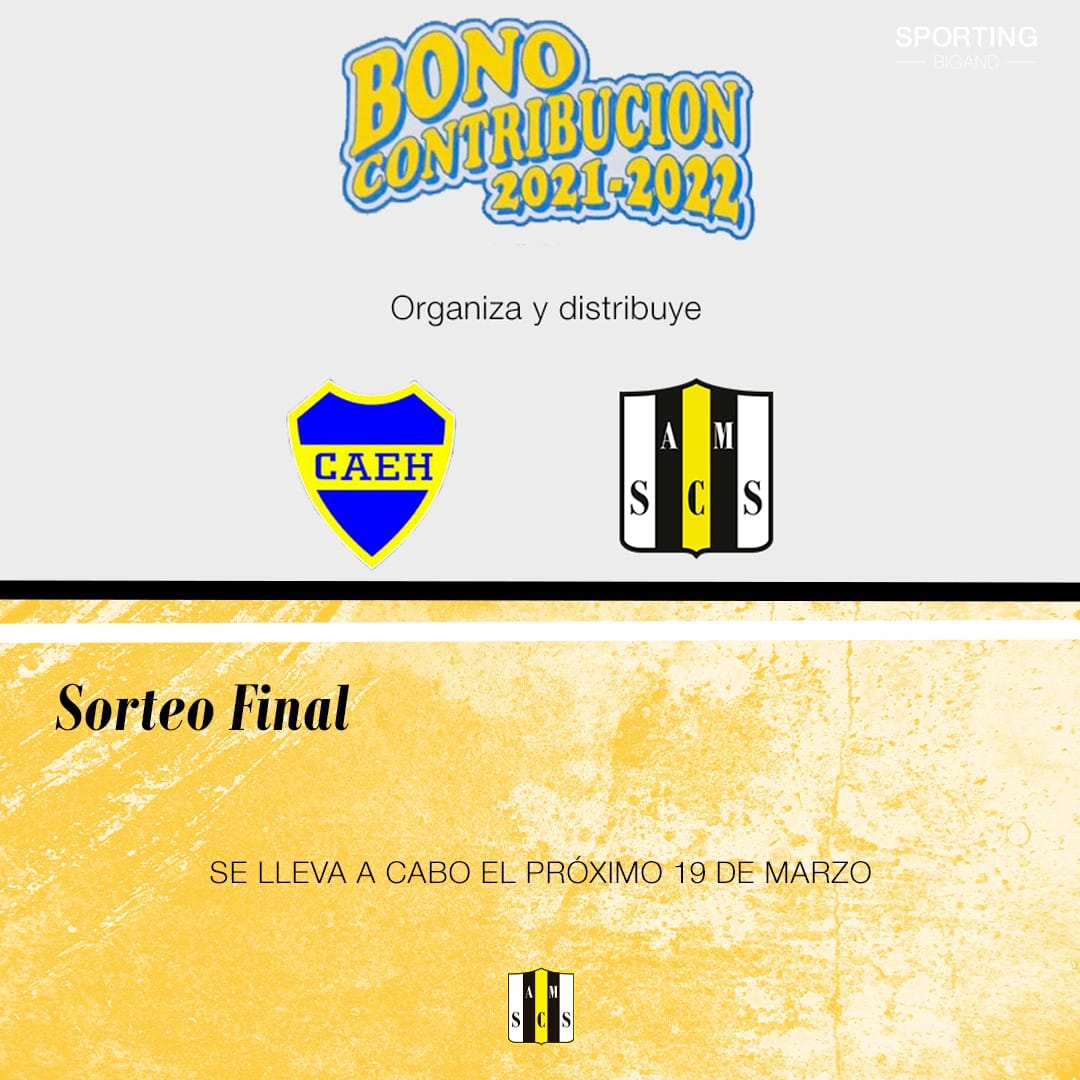 SPORTING
BIGAND
BONO
CONTRIBUCION
2021-2022
Organiza y distribuye
CAEH
A M
S C S
Sorteo Final
SE LLEVA A CABO EL PRÓXIMO 19 DE MARZO
A M
S C S